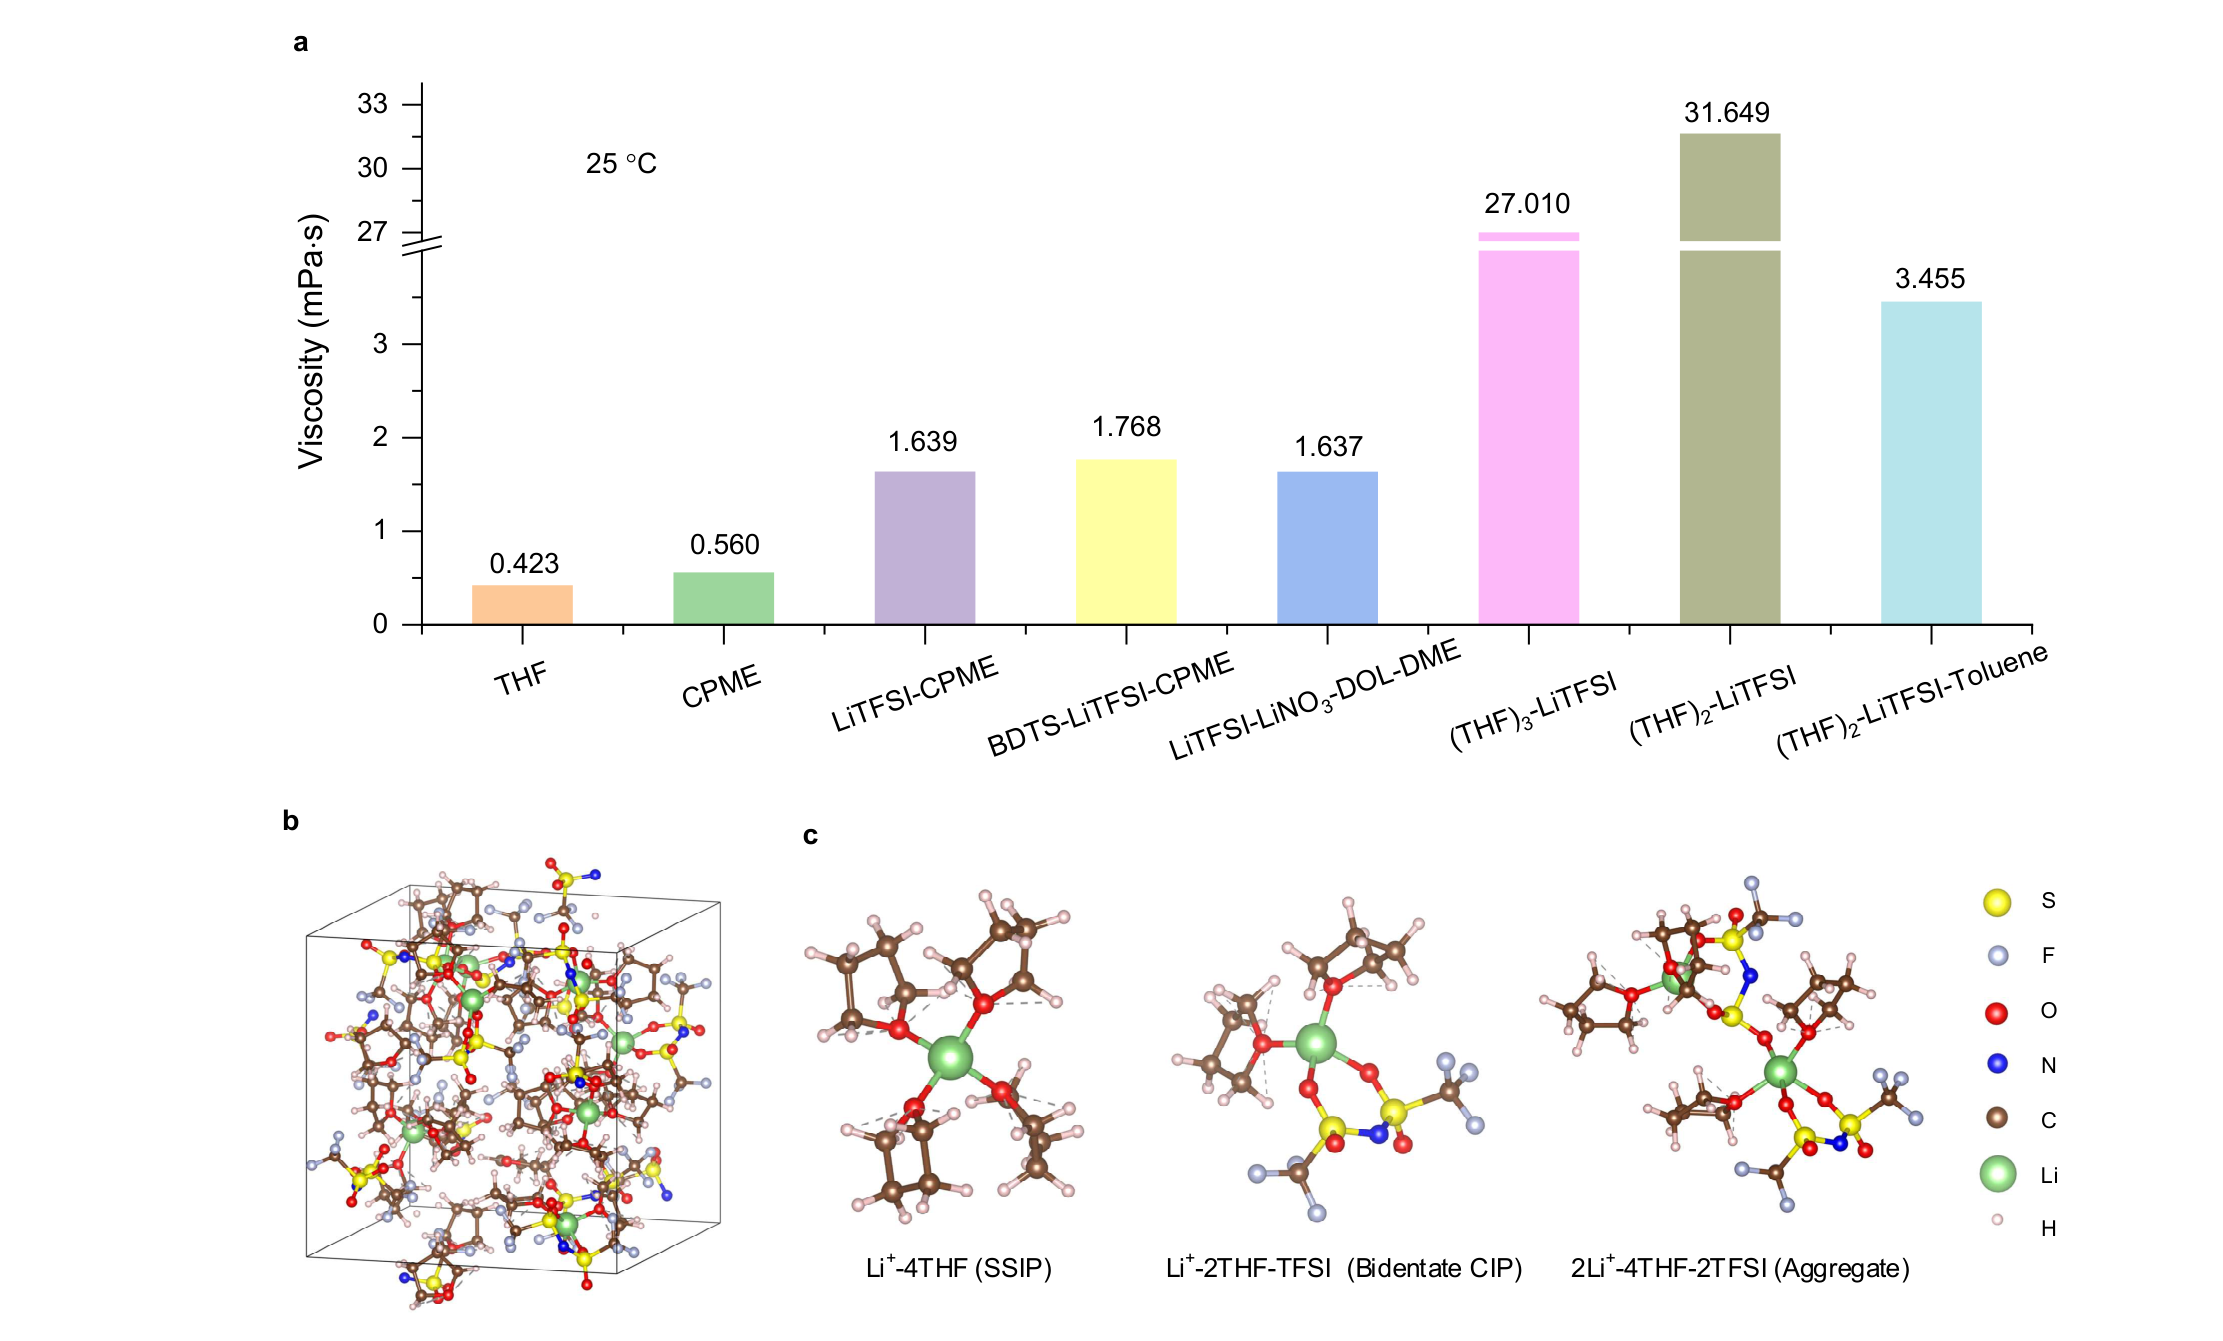 a
33
30
27
3
2
1
0
Viscosity (mPa·s)
25 °C
0.423
0.560
1.639
1.768
1.637
27.010
31.649
3.455
THF
CPME
LiTFSI-CPME
BDTS-LiTFSI-CPME
LiTFSI-LiNO₃-DOL-DME
(THF)₃-LiTFSI
(THF)₂-LiTFSI
(THF)₂-LiTFSI-Toluene
b
c
Li⁺-4THF (SSIP)
Li⁺-2THF-TFSI (Bidentate CIP)
2Li⁺-4THF-2TFSI (Aggregate)
S
F
O
N
C
Li
H